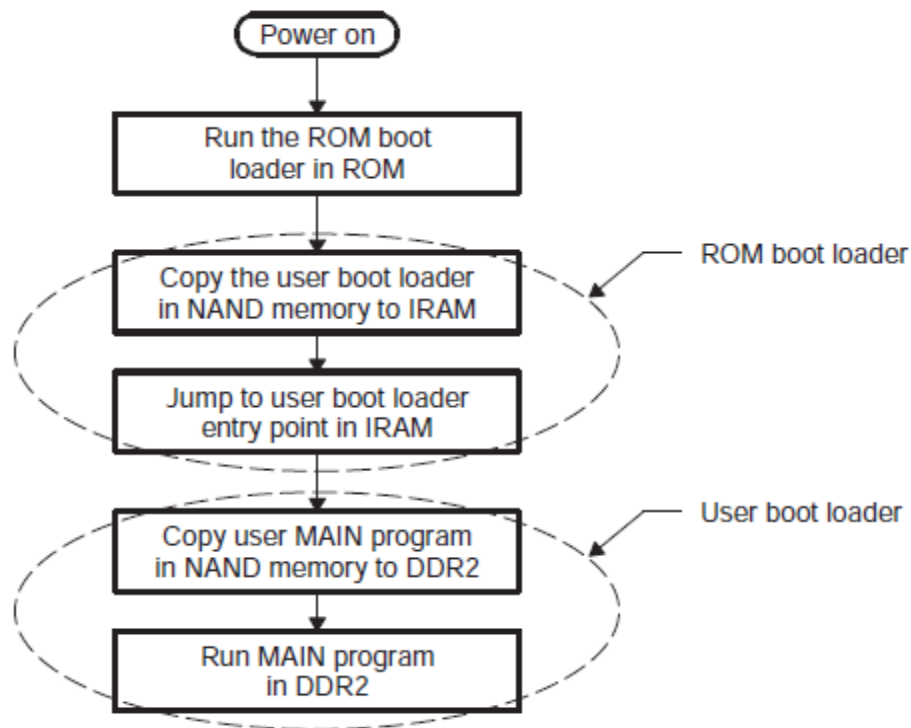 Power on
Run the ROM boot
loader in ROM
ROM boot loader
Copy the user boot loader
in NAND memory to IRAM
Jump to user boot loader
entry point in IRAM
User boot loader
Copy user MAIN program
in NAND memory to DDR2
Run MAIN program
in DDR2